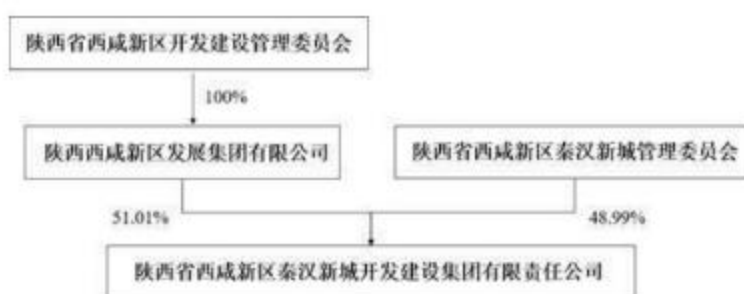 陕西省西咸新区开发建设管理委员会
100%
陕西西咸新区发展集团有限公司
陕西省西咸新区秦汉新城管理委员会
51.01%
48.99%
陕西省西咸新区秦汉新城开发建设集团有限责任公司